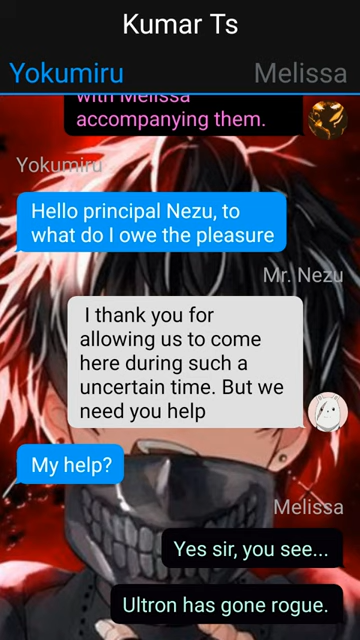 Kumar Ts
Yokumiru
Melissa
with Melissa
accompanying them.
Yokumiru
Hello principal Nezu, to
what do I owe the pleasure
Mr. Nezu
I thank you for
allowing us to come
here during such a
uncertain time. But we
need you help
My help?
Melissa
Yes sir, you see...
Ultron has gone rogue.